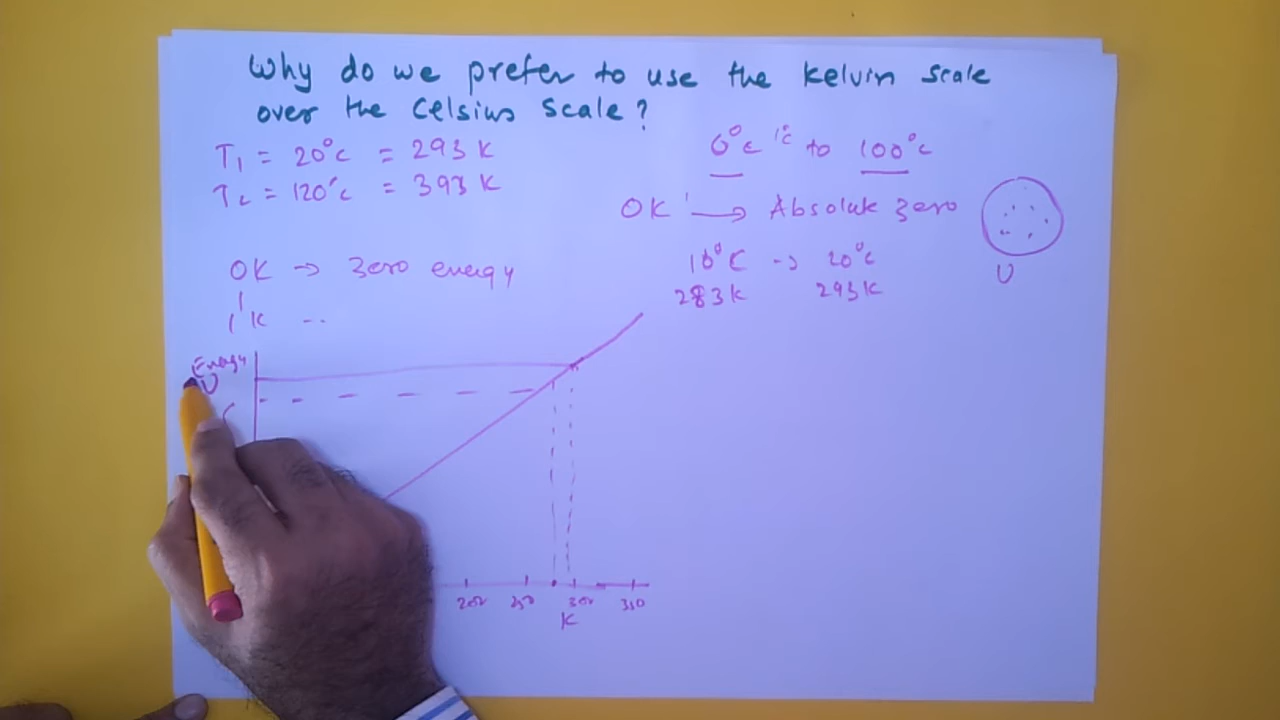 Why do we prefer to use the Kelvin Scale
over the Celsius Scale?
T1 = 20°C = 293 K
T2 = 120°C = 393 K
0°C 1°C to 100°C
0K → Absolute Zero
10°C → 20°C
283K 293K
U
0K → Zero energy
1K --
Energy
U
200 250 300 350
K